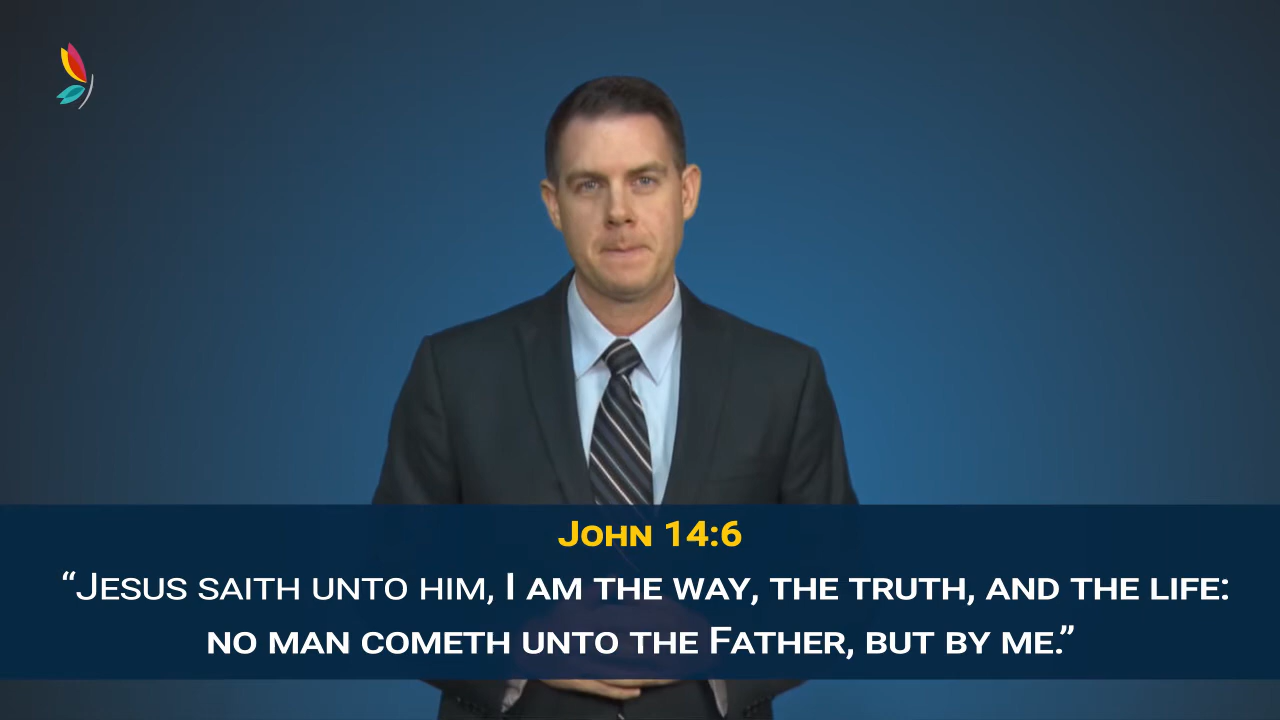 John 14:6
“Jesus saith unto him, I am the way, the truth, and the life:
no man cometh unto the Father, but by me.”